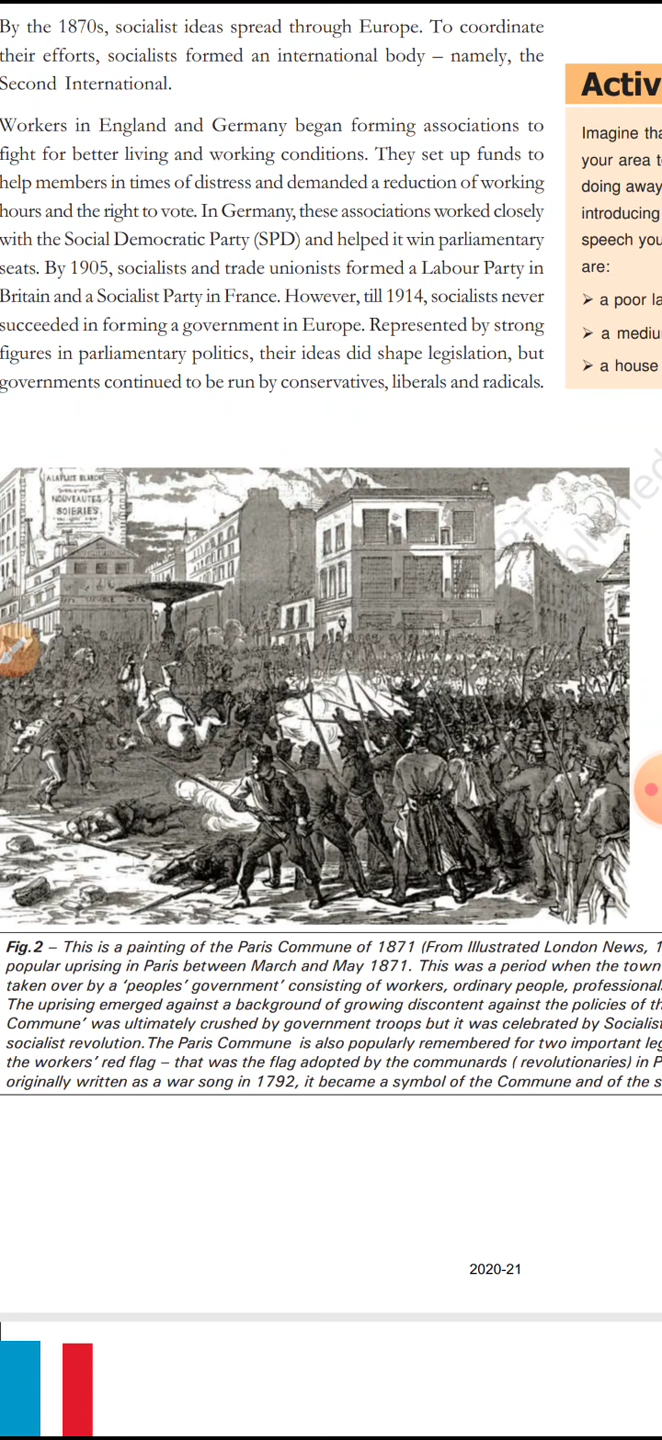 By the 1870s, socialist ideas spread through Europe. To coordinate
their efforts, socialists formed an international body – namely, the
Second International.
Workers in England and Germany began forming associations to
fight for better living and working conditions. They set up funds to
help members in times of distress and demanded a reduction of working
hours and the right to vote. In Germany, these associations worked closely
with the Social Democratic Party (SPD) and helped it win parliamentary
seats. By 1905, socialists and trade unionists formed a Labour Party in
Britain and a Socialist Party in France. However, till 1914, socialists never
succeeded in forming a government in Europe. Represented by strong
figures in parliamentary politics, their ideas did shape legislation, but
governments continued to be run by conservatives, liberals and radicals.
Activ
Imagine tha
your area t
doing away
introducing
speech you
are:
➢ a poor la
➢ a mediu
➢ a house
NOUVEAUTES
SOIERIES
Fig.2 – This is a painting of the Paris Commune of 1871 (From Illustrated London News, 1
popular uprising in Paris between March and May 1871. This was a period when the town
taken over by a ‘peoples’ government’ consisting of workers, ordinary people, professional
The uprising emerged against a background of growing discontent against the policies of th
Commune’ was ultimately crushed by government troops but it was celebrated by Socialist
socialist revolution. The Paris Commune is also popularly remembered for two important leg
the workers’ red flag – that was the flag adopted by the communards ( revolutionaries) in P
originally written as a war song in 1792, it became a symbol of the Commune and of the s
2020-21